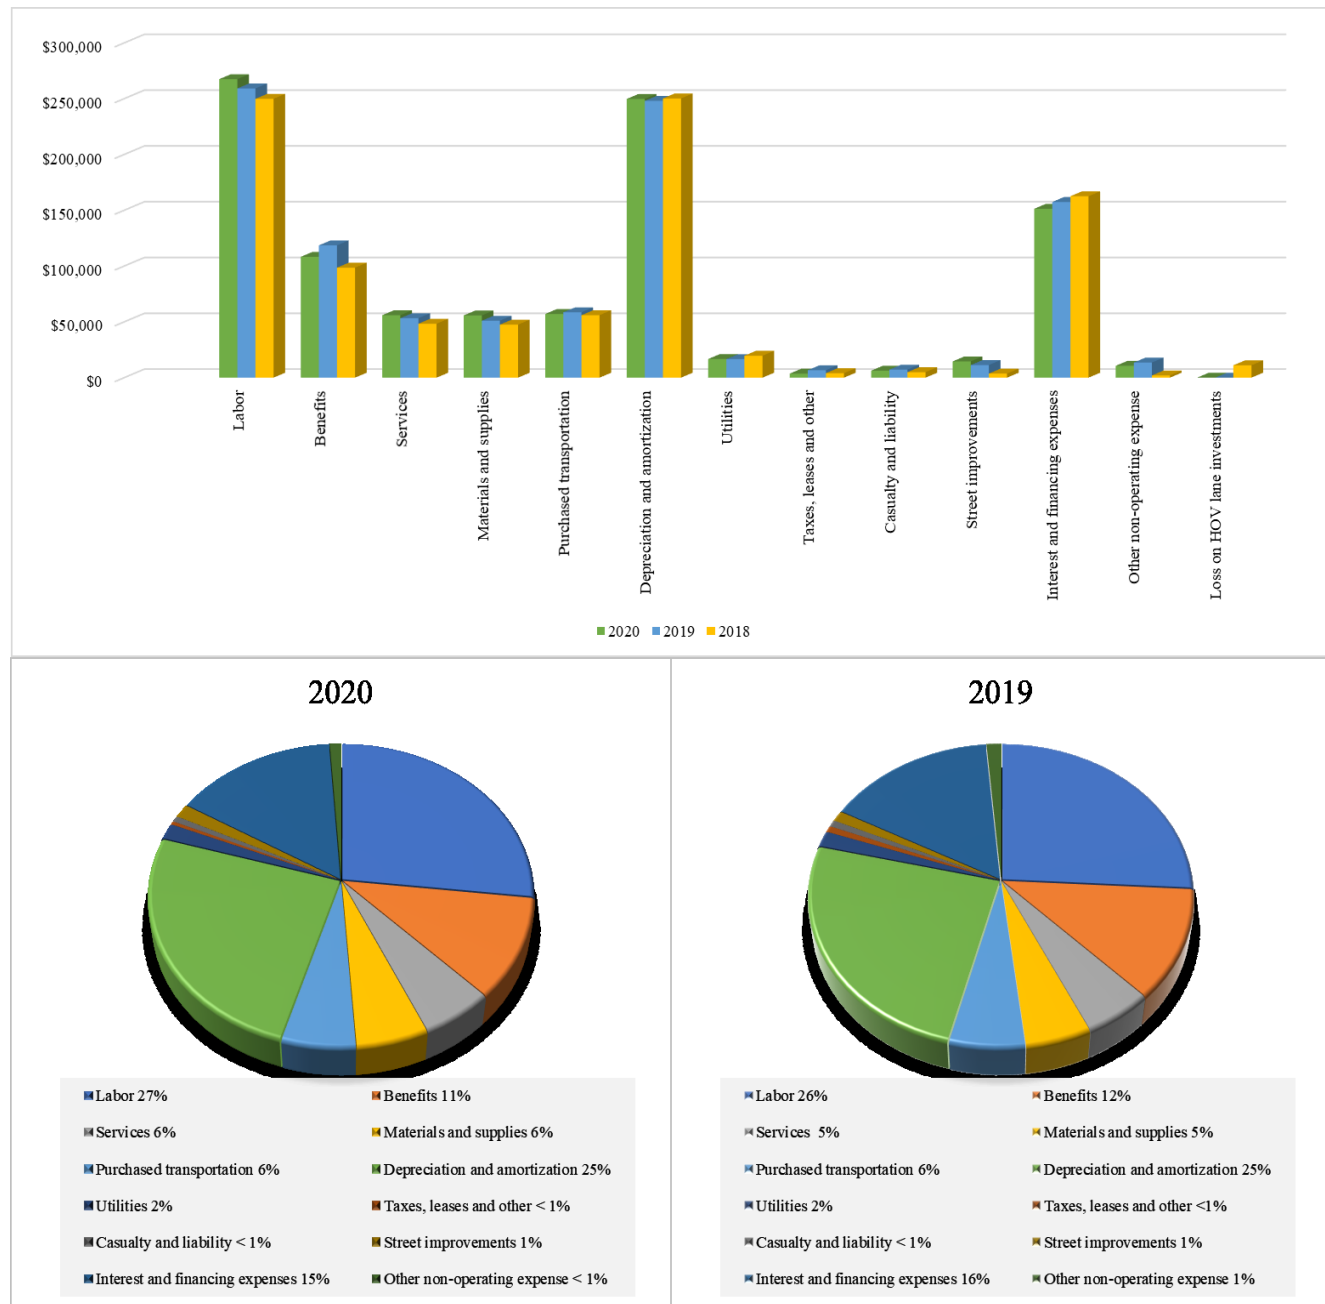 $300,000
$250,000
$200,000
$150,000
$100,000
$50,000
$0
Labor
Benefits
Services
Materials and supplies
Purchased transportation
Depreciation and amortization
Utilities
Taxes, leases and other
Casualty and liability
Street improvements
Interest and financing expenses
Other non-operating expense
Loss on HOV lane investments
2020 2019 2018
2020
Labor 27% Benefits 11%
Services 6% Materials and supplies 6%
Purchased transportation 6% Depreciation and amortization 25%
Utilities 2% Taxes, leases and other < 1%
Casualty and liability < 1% Street improvements 1%
Interest and financing expenses 15% Other non-operating expense < 1%
2019
Labor 26% Benefits 12%
Services 5% Materials and supplies 5%
Purchased transportation 6% Depreciation and amortization 25%
Utilities 2% Taxes, leases and other <1%
Casualty and liability < 1% Street improvements 1%
Interest and financing expenses 16% Other non-operating expense 1%